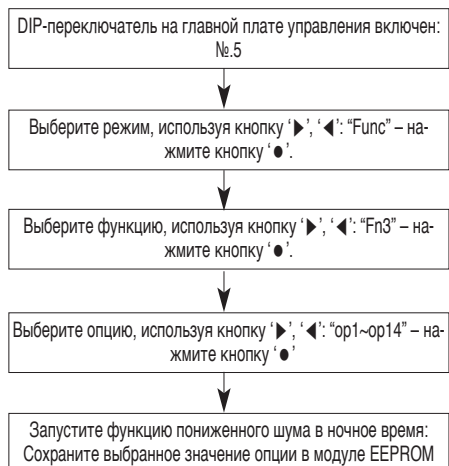 DIP-переключатель на главной плате управления включен:
№.5
Выберите режим, используя кнопку ‘▶’, ‘◀’: “Func” – на-
жмите кнопку ‘●’.
Выберите функцию, используя кнопку ‘▶’, ‘◀’: “Fn3” – на-
жмите кнопку ‘●’.
Выберите опцию, используя кнопку ‘▶’, ‘◀’: “op1~op14” – на-
жмите кнопку ‘●’
Запустите функцию пониженного шума в ночное время:
Сохраните выбранное значение опции в модуле EEPROM